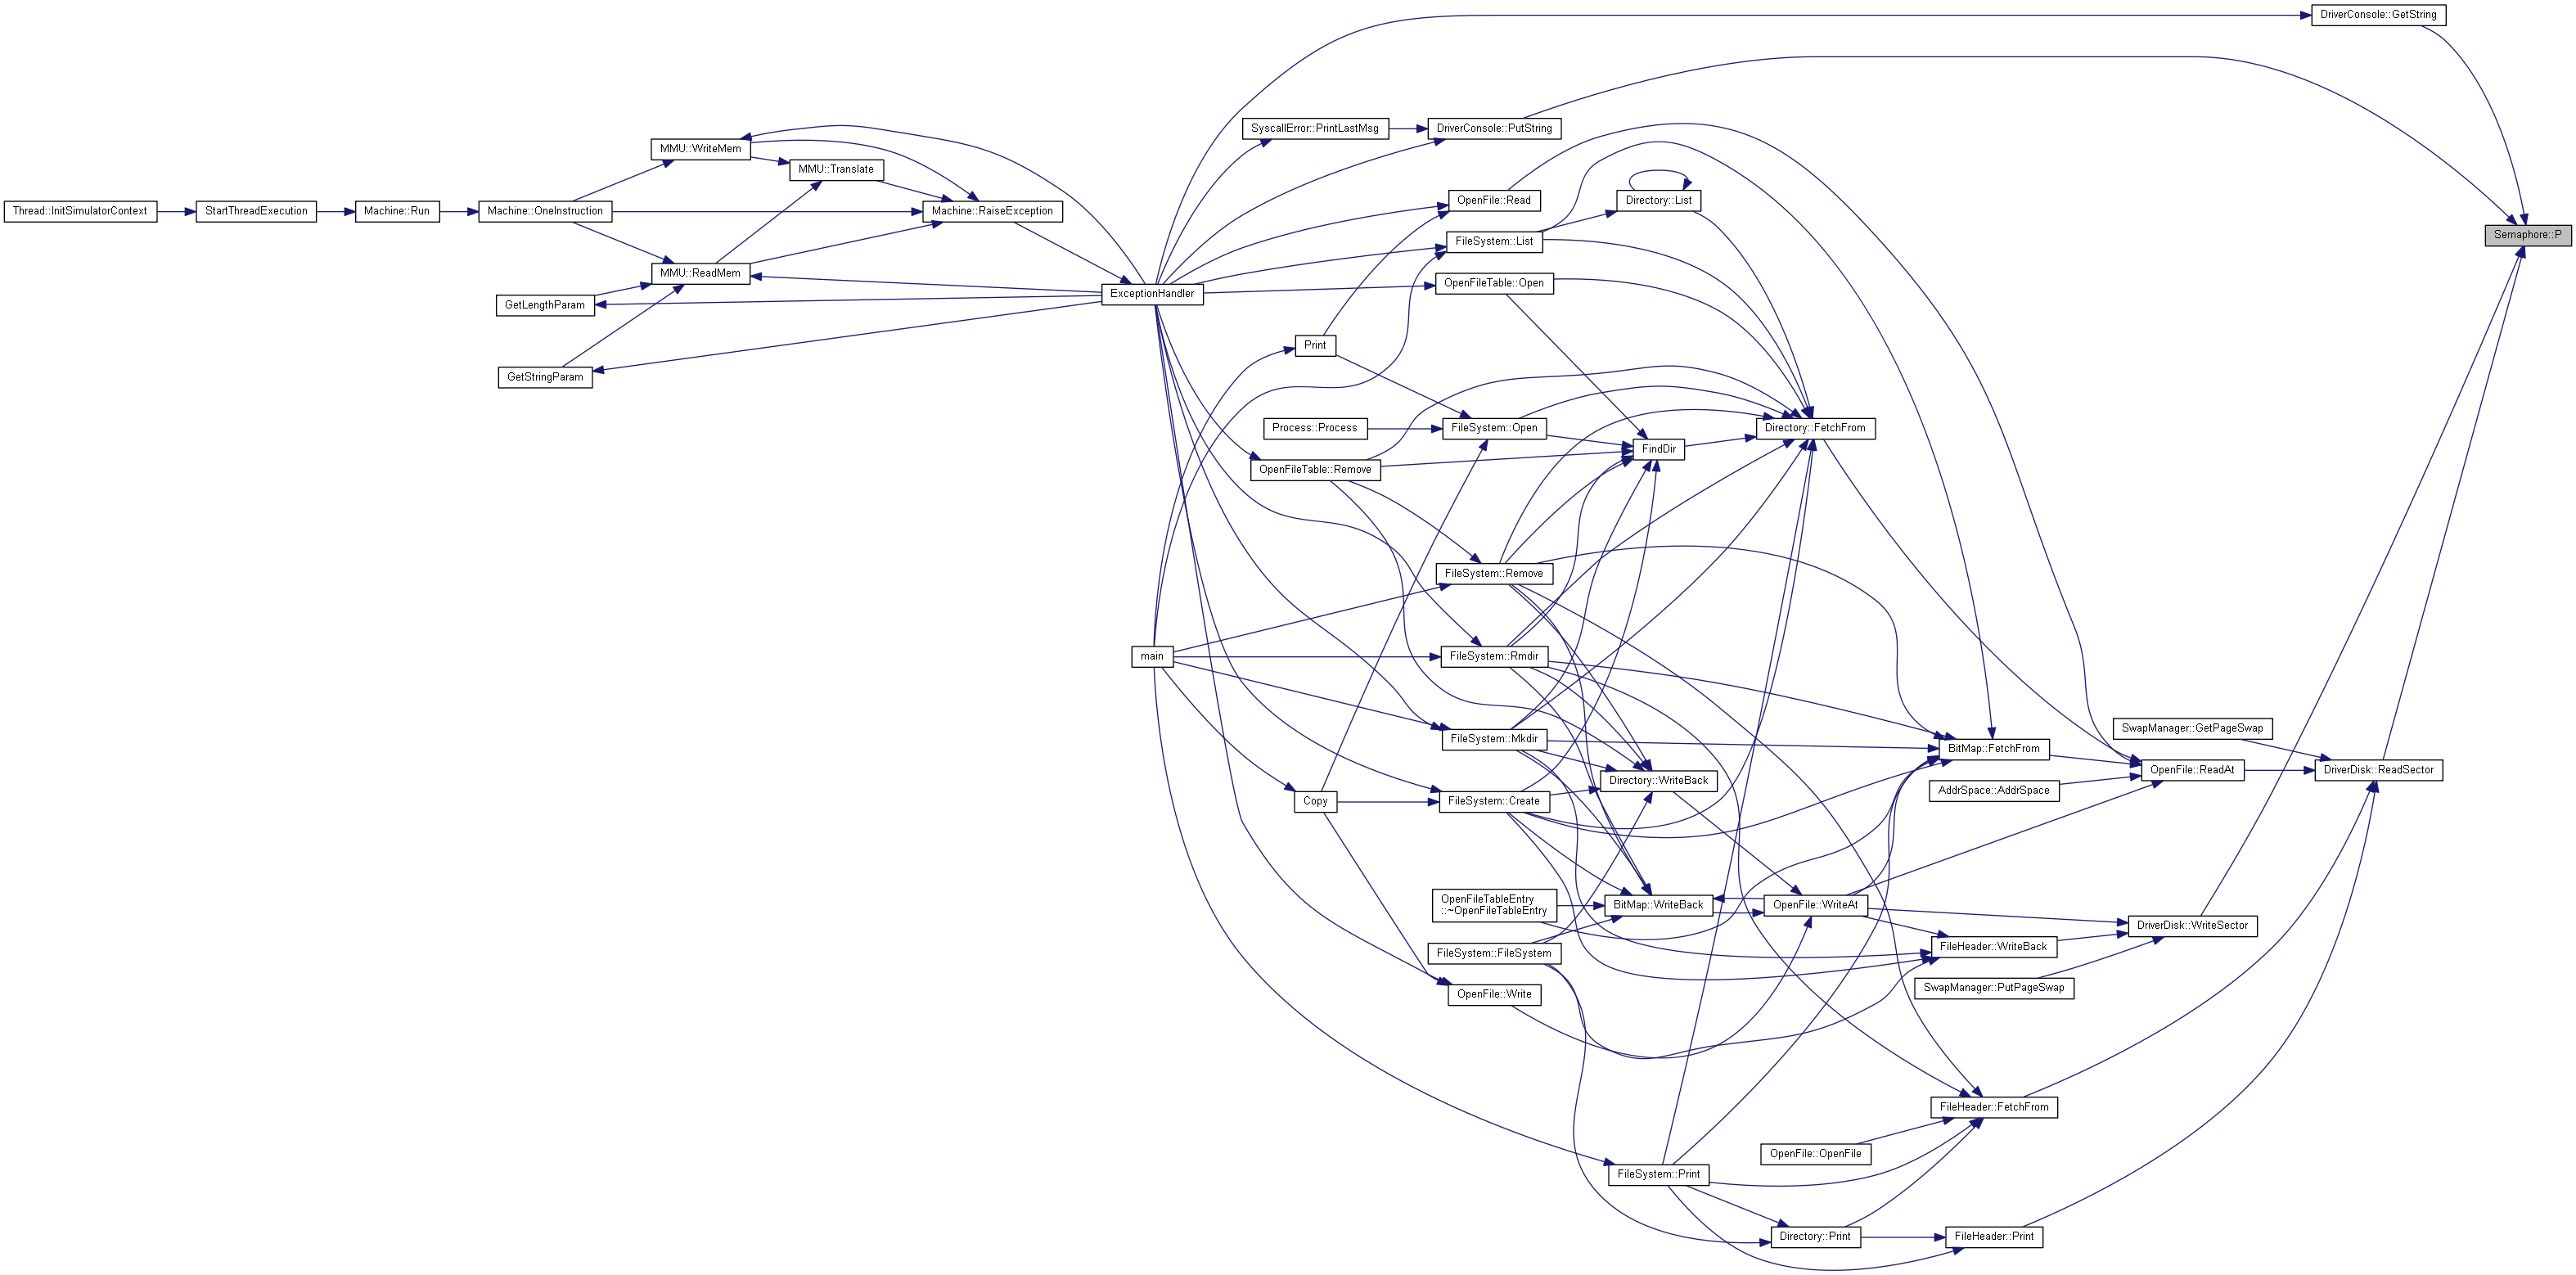 DriverConsole::GetString
SyscallError::PrintLastMsg
DriverConsole::PutString
MMU::WriteMem
MMU::Translate
OpenFile::Read
Directory::List
Thread::InitSimulatorContext
StartThreadExecution
Machine::Run
Machine::OneInstruction
Machine::RaiseException
Semaphore::P
FileSystem::List
MMU::ReadMem
OpenFileTable::Open
ExceptionHandler
GetLengthParam
Print
GetStringParam
Process::Process
FileSystem::Open
Directory::FetchFrom
FindDir
OpenFileTable::Remove
FileSystem::Remove
main
FileSystem::Rmdir
SwapManager::GetPageSwap
FileSystem::Mkdir
BitMap::FetchFrom
OpenFile::ReadAt
DriverDisk::ReadSector
Directory::WriteBack
AddrSpace::AddrSpace
Copy
FileSystem::Create
OpenFileTableEntry
::~OpenFileTableEntry
BitMap::WriteBack
OpenFile::WriteAt
DriverDisk::WriteSector
FileHeader::WriteBack
FileSystem::FileSystem
SwapManager::PutPageSwap
OpenFile::Write
FileHeader::FetchFrom
OpenFile::OpenFile
FileSystem::Print
Directory::Print
FileHeader::Print